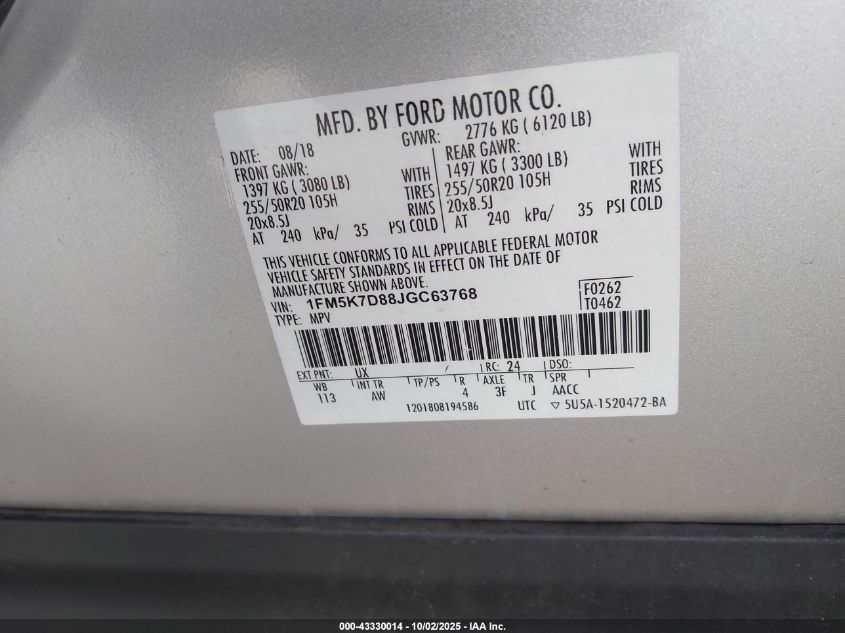 MFD. BY FORD MOTOR CO.
DATE: 08/18 GVWR: 2776 KG ( 6120 LB)
FRONT GAWR: REAR GAWR:
1397 KG ( 3080 LB) WITH 1497 KG ( 3300 LB) WITH
255/50R20 105H TIRES 255/50R20 105H TIRES
20x8.5J RIMS 20x8.5J RIMS
AT 240 kPa/ 35 PSI COLD AT 240 kPa/ 35 PSI COLD
THIS VEHICLE CONFORMS TO ALL APPLICABLE FEDERAL MOTOR
VEHICLE SAFETY STANDARDS IN EFFECT ON THE DATE OF
MANUFACTURE SHOWN ABOVE.
VIN: 1FM5K7D88JGC63768 F0262
TYPE: MPV T0462
EXT PNT: UX / RC: 24 DSO:
WB INT TR TP/PS R AXLE TR SPR
113 AW 4 3F J AACC
1201808194586 UTC ▽ 5U5A-1520472-BA
000-43330014 - 10/02/2025 - IAA Inc.